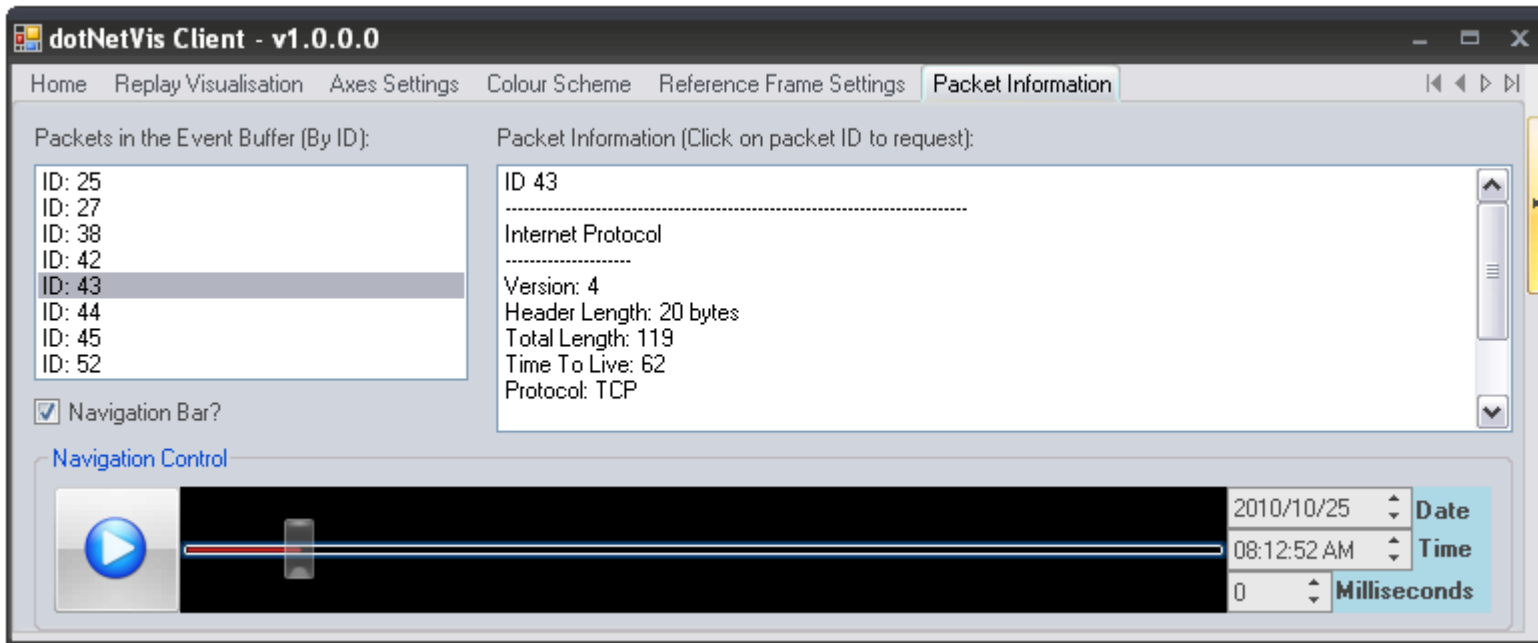 dotNetVis Client - v1.0.0.0
Home Replay Visualisation Axes Settings Colour Scheme Reference Frame Settings Packet Information
Packets in the Event Buffer (By ID):
ID: 25
ID: 27
ID: 38
ID: 42
ID: 43
ID: 44
ID: 45
ID: 52
Packet Information (Click on packet ID to request):
ID 43
-----------------------------------------------------------------------------
Internet Protocol
---------------------
Version: 4
Header Length: 20 bytes
Total Length: 119
Time To Live: 62
Protocol: TCP
Navigation Bar?
Navigation Control
2010/10/25 Date
08:12:52 AM Time
0 Milliseconds